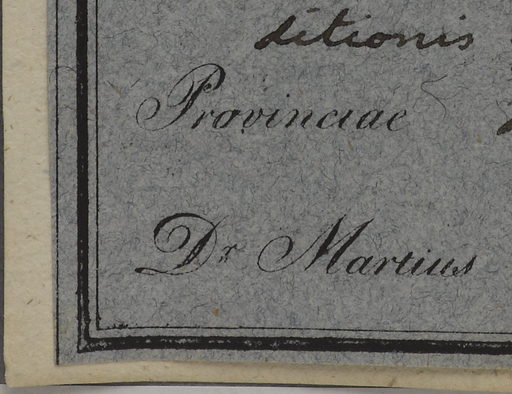 ditionis
Provinciae
Dr Martius